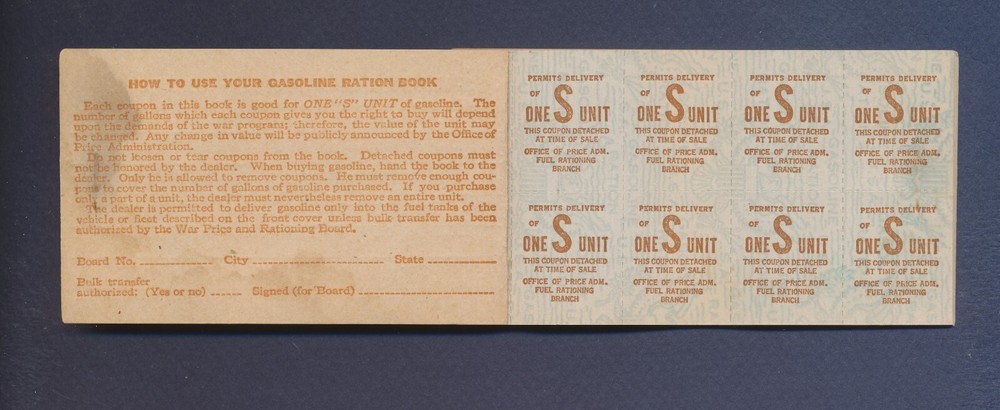 HOW TO USE YOUR GASOLINE RATION BOOK
Each coupon in this book is good for ONE "S" UNIT of gasoline. The
number of gallons which each coupon gives you the right to buy will depend
upon the demands of the war program; therefore, the value of the unit may
be changed. Any change in value will be publicly announced by the Office of
Price Administration.
Do not loosen or tear coupons from the book. Detached coupons must
not be honored by the dealer. When buying gasoline, hand the book to the
dealer. Only he is allowed to remove coupons. He must remove enough cou-
pons to cover the number of gallons of gasoline purchased. If you purchase
only a part of a unit, the dealer must nevertheless remove an entire unit.
The dealer is permitted to deliver gasoline only into the fuel tanks of the
vehicle or fleet described on the front cover unless bulk transfer has been
authorized by the War Price and Rationing Board.
Board No. City State
Bulk transfer
authorized: (Yes or no) Signed (for Board)
PERMITS DELIVERY
OF
ONE S UNIT
THIS COUPON DETACHED
AT TIME OF SALE
OFFICE OF PRICE ADM.
FUEL RATIONING
BRANCH
PERMITS DELIVERY
OF
ONE S UNIT
THIS COUPON DETACHED
AT TIME OF SALE
OFFICE OF PRICE ADM.
FUEL RATIONING
BRANCH
PERMITS DELIVERY
OF
ONE S UNIT
THIS COUPON DETACHED
AT TIME OF SALE
OFFICE OF PRICE ADM.
FUEL RATIONING
BRANCH
PERMITS DELIVERY
OF
ONE S UNIT
THIS COUPON DETACHED
AT TIME OF SALE
OFFICE OF PRICE ADM.
FUEL RATIONING
BRANCH
PERMITS DELIVERY
OF
ONE S UNIT
THIS COUPON DETACHED
AT TIME OF SALE
OFFICE OF PRICE ADM.
FUEL RATIONING
BRANCH
PERMITS DELIVERY
OF
ONE S UNIT
THIS COUPON DETACHED
AT TIME OF SALE
OFFICE OF PRICE ADM.
FUEL RATIONING
BRANCH
PERMITS DELIVERY
OF
ONE S UNIT
THIS COUPON DETACHED
AT TIME OF SALE
OFFICE OF PRICE ADM.
FUEL RATIONING
BRANCH
PERMITS DELIVERY
OF
ONE S UNIT
THIS COUPON DETACHED
AT TIME OF SALE
OFFICE OF PRICE ADM.
FUEL RATIONING
BRANCH